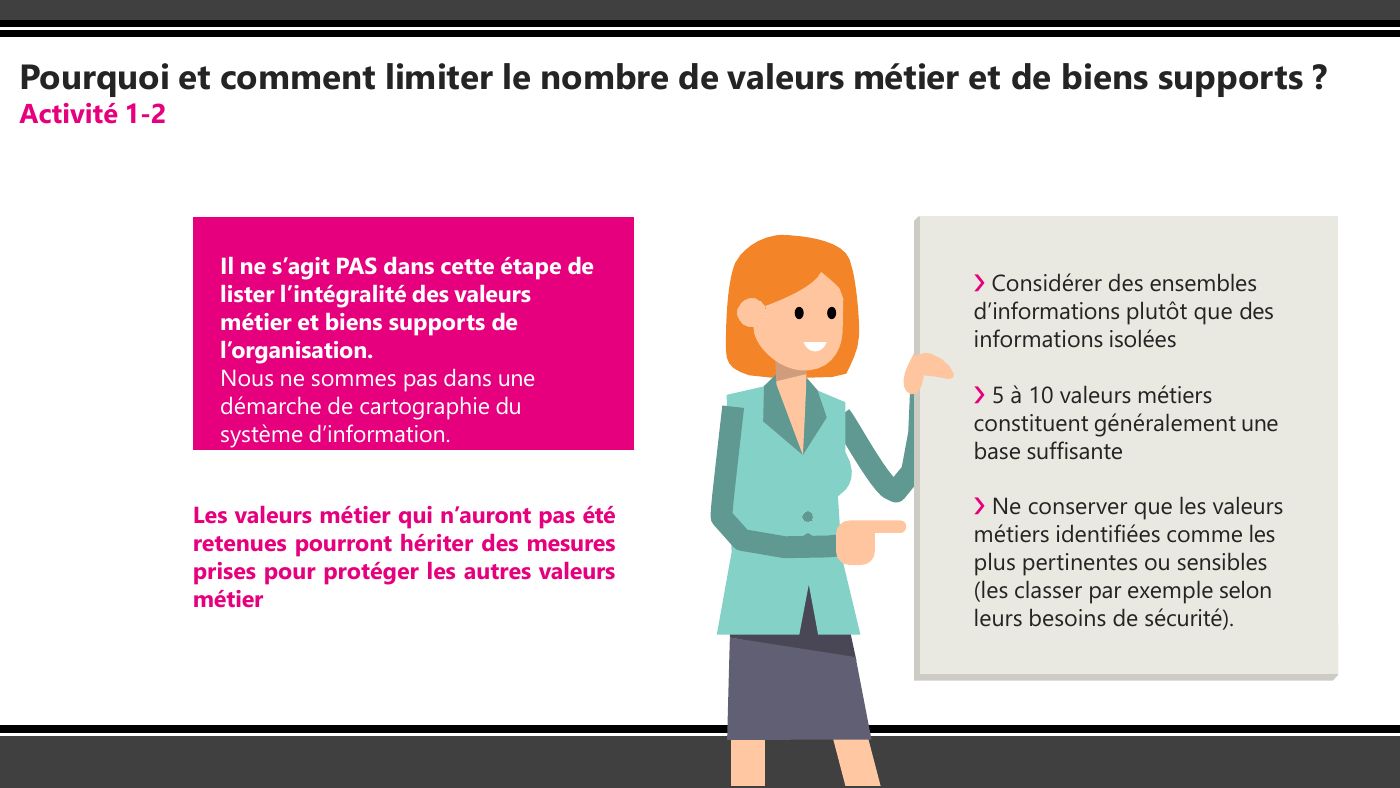 Pourquoi et comment limiter le nombre de valeurs métier et de biens supports ?
Activité 1-2
Il ne s’agit PAS dans cette étape de
lister l’intégralité des valeurs
métier et biens supports de
l’organisation.
Nous ne sommes pas dans une
démarche de cartographie du
système d’information.
Les valeurs métier qui n’auront pas été
retenues pourront hériter des mesures
prises pour protéger les autres valeurs
métier
❯ Considérer des ensembles
d’informations plutôt que des
informations isolées
❯ 5 à 10 valeurs métiers
constituent généralement une
base suffisante
❯ Ne conserver que les valeurs
métiers identifiées comme les
plus pertinentes ou sensibles
(les classer par exemple selon
leurs besoins de sécurité).